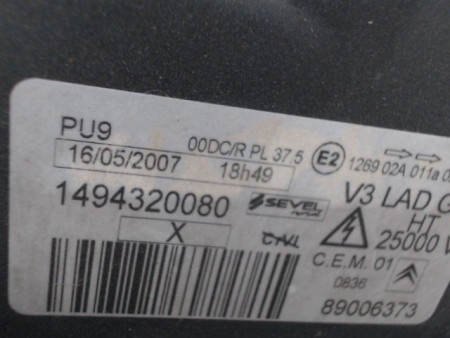 PU9
00DC/R PL 37.5 E2 1269 02A 011a
16/05/2007 18h49
1494320080 SEVEL V3 LAD G
HT
X 25000 V
C.E.M. 01
0836
89006373